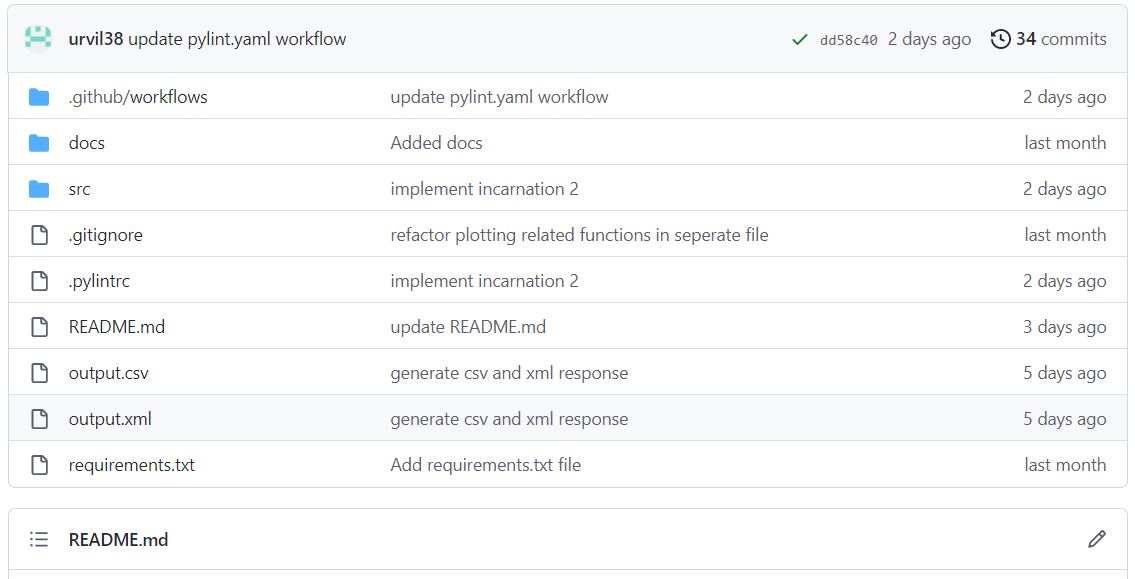 urvil38 update pylint.yaml workflow dd58c40 2 days ago 34 commits
.github/workflows update pylint.yaml workflow 2 days ago
docs Added docs last month
src implement incarnation 2 2 days ago
.gitignore refactor plotting related functions in seperate file last month
.pylintrc implement incarnation 2 2 days ago
README.md update README.md 3 days ago
output.csv generate csv and xml response 5 days ago
output.xml generate csv and xml response 5 days ago
requirements.txt Add requirements.txt file last month
README.md